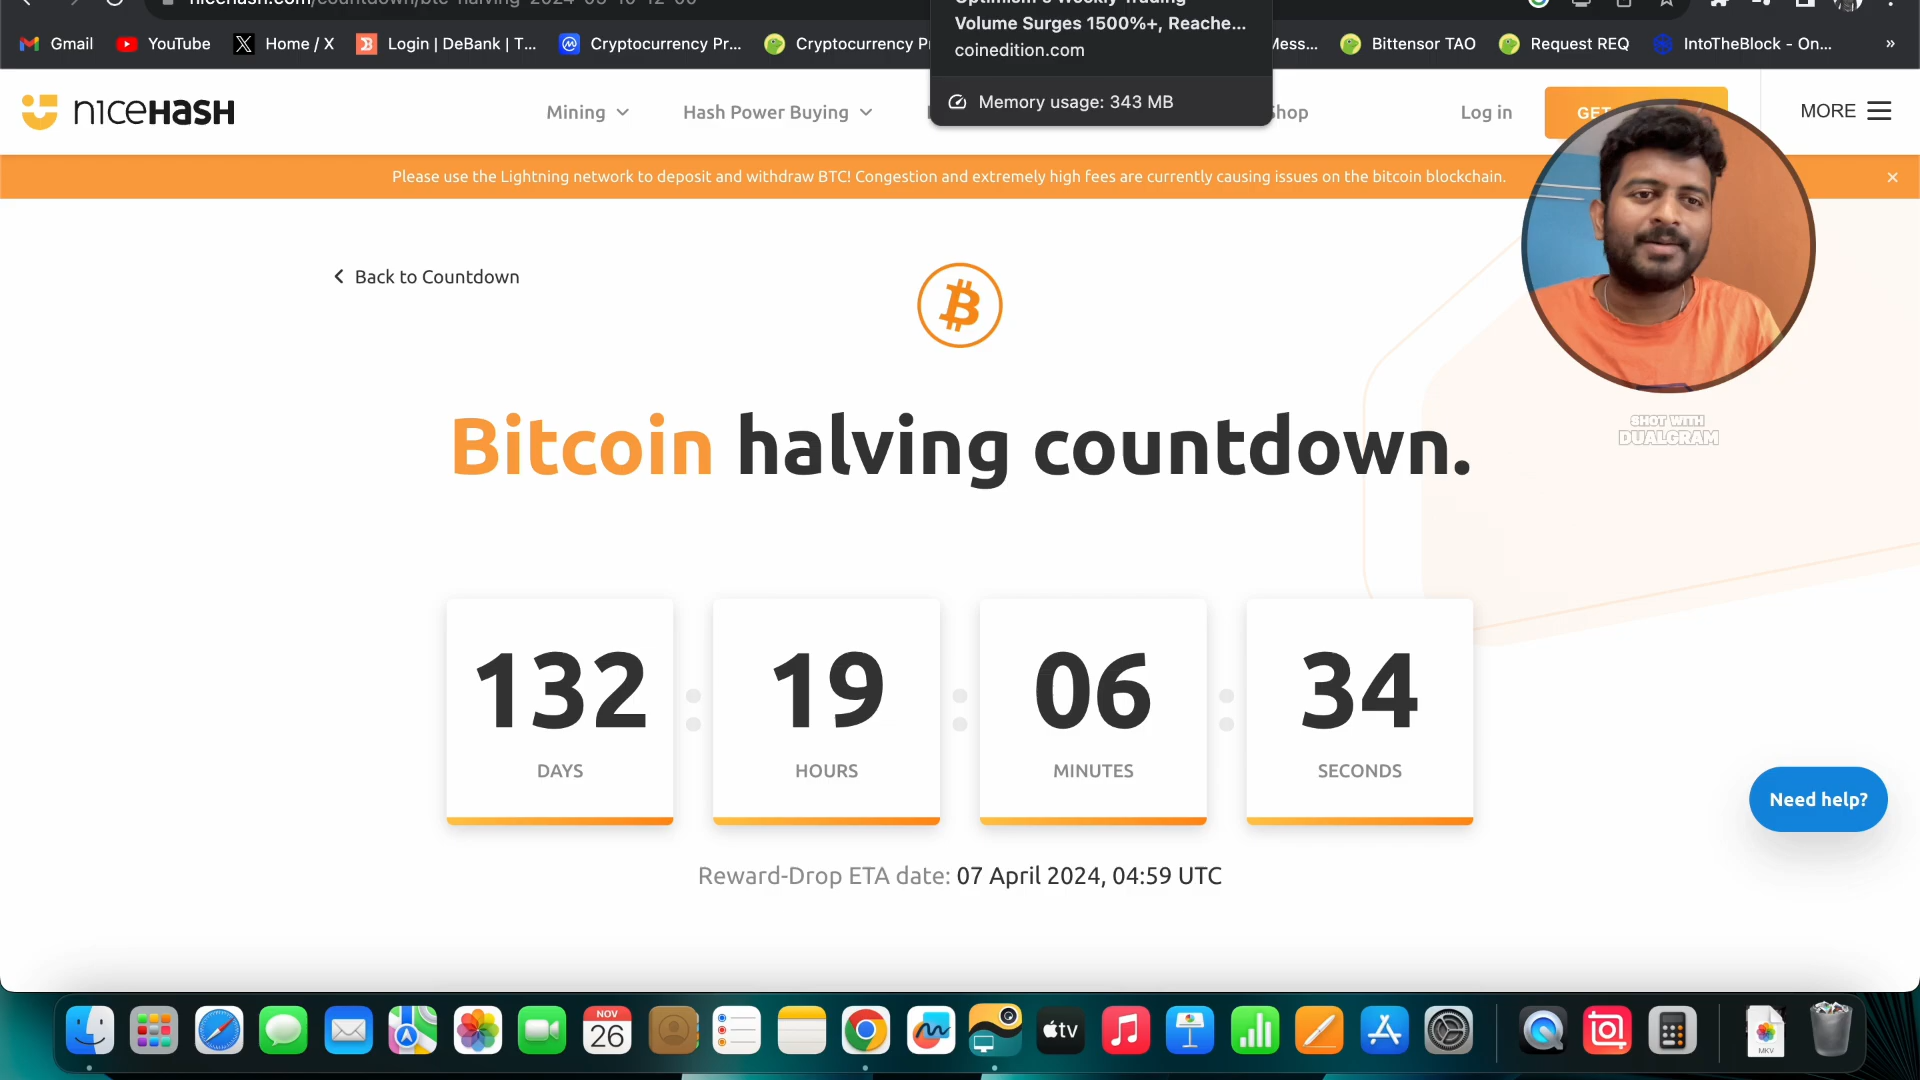 Volume Surges 1500%+, Reache...
coinedition.com
Gmail
YouTube
Home / X
Login | DeBank | T...
Cryptocurrency Pr...
Bittensor TAO
Request REQ
IntoTheBlock - On...
»
Memory usage: 343 MB
NiceHASH
Mining
Hash Power Buying
Log in
MORE
Please use the Lightning network to deposit and withdraw BTC! Congestion and extremely high fees are currently causing issues on the bitcoin blockchain.
Back to Countdown
SHOT WITH
DUALGRAM
Bitcoin halving countdown.
132 : 19 : 06 : 34
DAYS HOURS MINUTES SECONDS
Need help?
Reward-Drop ETA date: 07 April 2024, 04:59 UTC
NOV
26
tv
MKV